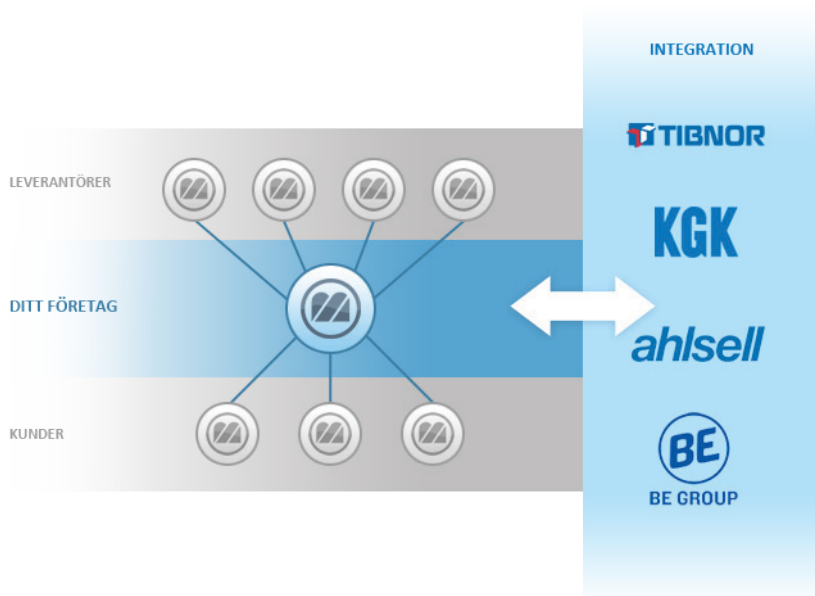 INTEGRATION
TIBNOR
LEVERANTÖRER
KGK
DITT FÖRETAG
ahlsell
KUNDER
BE
BE GROUP